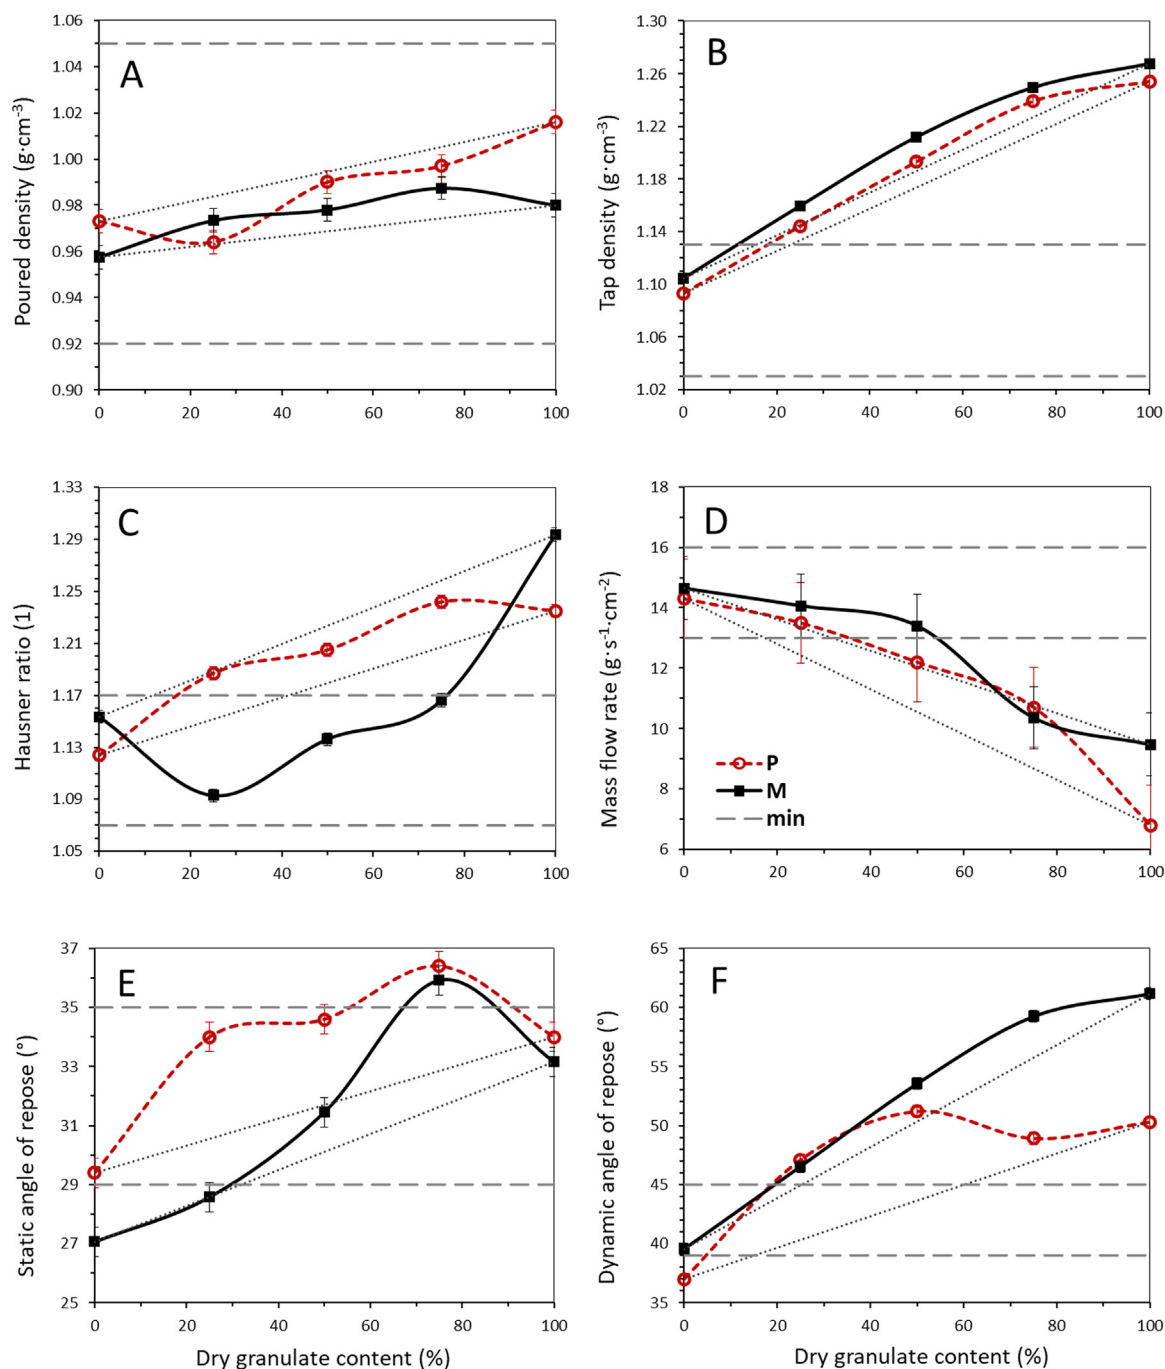 1.06
1.04
1.02
1.00
0.98
0.96
0.94
0.92
0.90
Poured density (g·cm⁻³)
A
0 20 40 60 80 100
1.30
1.26
1.22
1.18
1.14
1.10
1.06
1.02
Tap density (g·cm⁻³)
B
0 20 40 60 80 100
1.33
1.29
1.25
1.21
1.17
1.13
1.09
1.05
Hausner ratio (1)
C
0 20 40 60 80 100
18
16
14
12
10
8
6
Mass flow rate (g·s⁻¹·cm⁻²)
D
P
M
min
0 20 40 60 80 100
37
35
33
31
29
27
25
Static angle of repose (°)
E
0 20 40 60 80 100
Dry granulate content (%)
65
60
55
50
45
40
35
Dynamic angle of repose (°)
F
0 20 40 60 80 100
Dry granulate content (%)